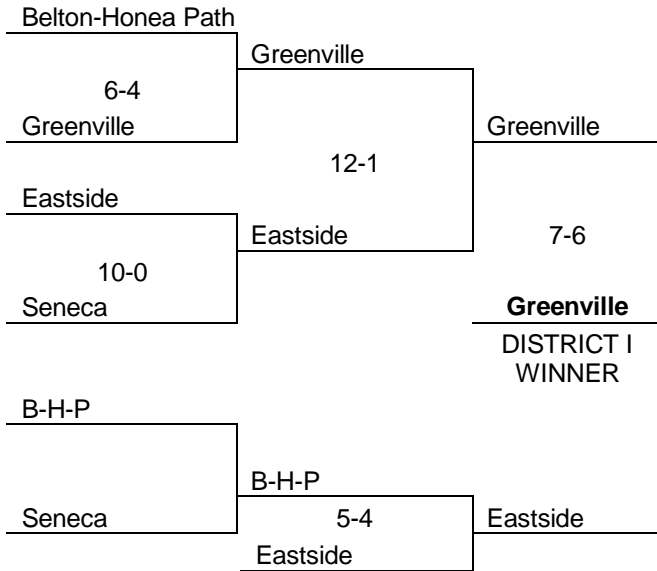 Belton-Honea Path
Greenville
6-4
Greenville
Greenville
12-1
Eastside
Eastside
7-6
10-0
Seneca
Greenville
DISTRICT I
WINNER
B-H-P
B-H-P
Seneca
5-4
Eastside
Eastside